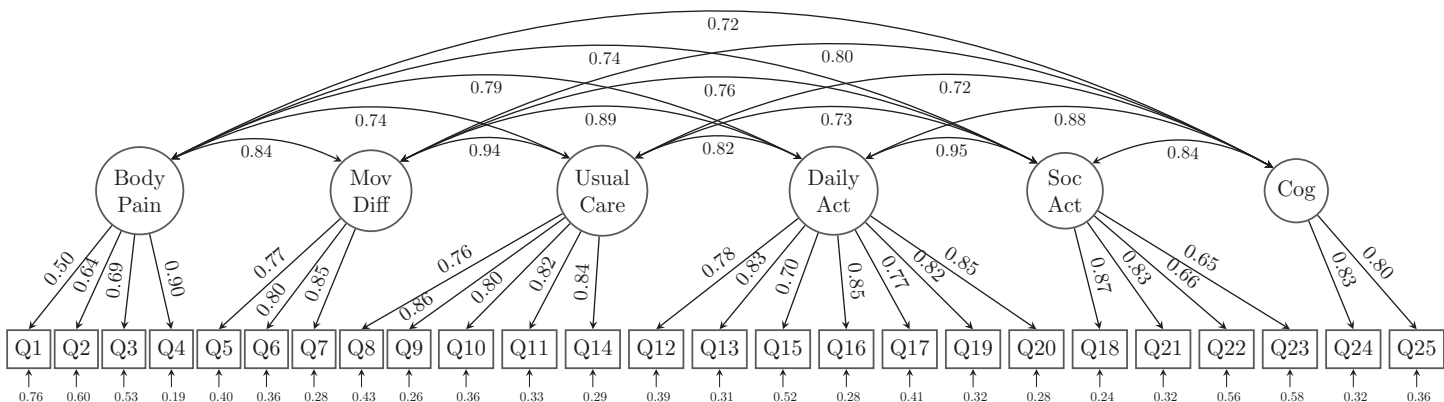 0.72
0.74 0.80
0.79 0.76 0.72
0.74 0.89 0.73 0.88
0.84 0.94 0.82 0.95 0.84
Body Pain
Mov Diff
Usual Care
Daily Act
Soc Act
Cog
0.50 0.64 0.69 0.90 0.77 0.80 0.85 0.76 0.86 0.80 0.82 0.84 0.78 0.83 0.70 0.85 0.77 0.82 0.85 0.87 0.83 0.66 0.65 0.83 0.80
Q1 Q2 Q3 Q4 Q5 Q6 Q7 Q8 Q9 Q10 Q11 Q14 Q12 Q13 Q15 Q16 Q17 Q19 Q20 Q18 Q21 Q22 Q23 Q24 Q25
0.76 0.60 0.53 0.19 0.40 0.36 0.28 0.43 0.26 0.36 0.33 0.29 0.39 0.31 0.52 0.28 0.41 0.32 0.28 0.24 0.32 0.56 0.58 0.32 0.36